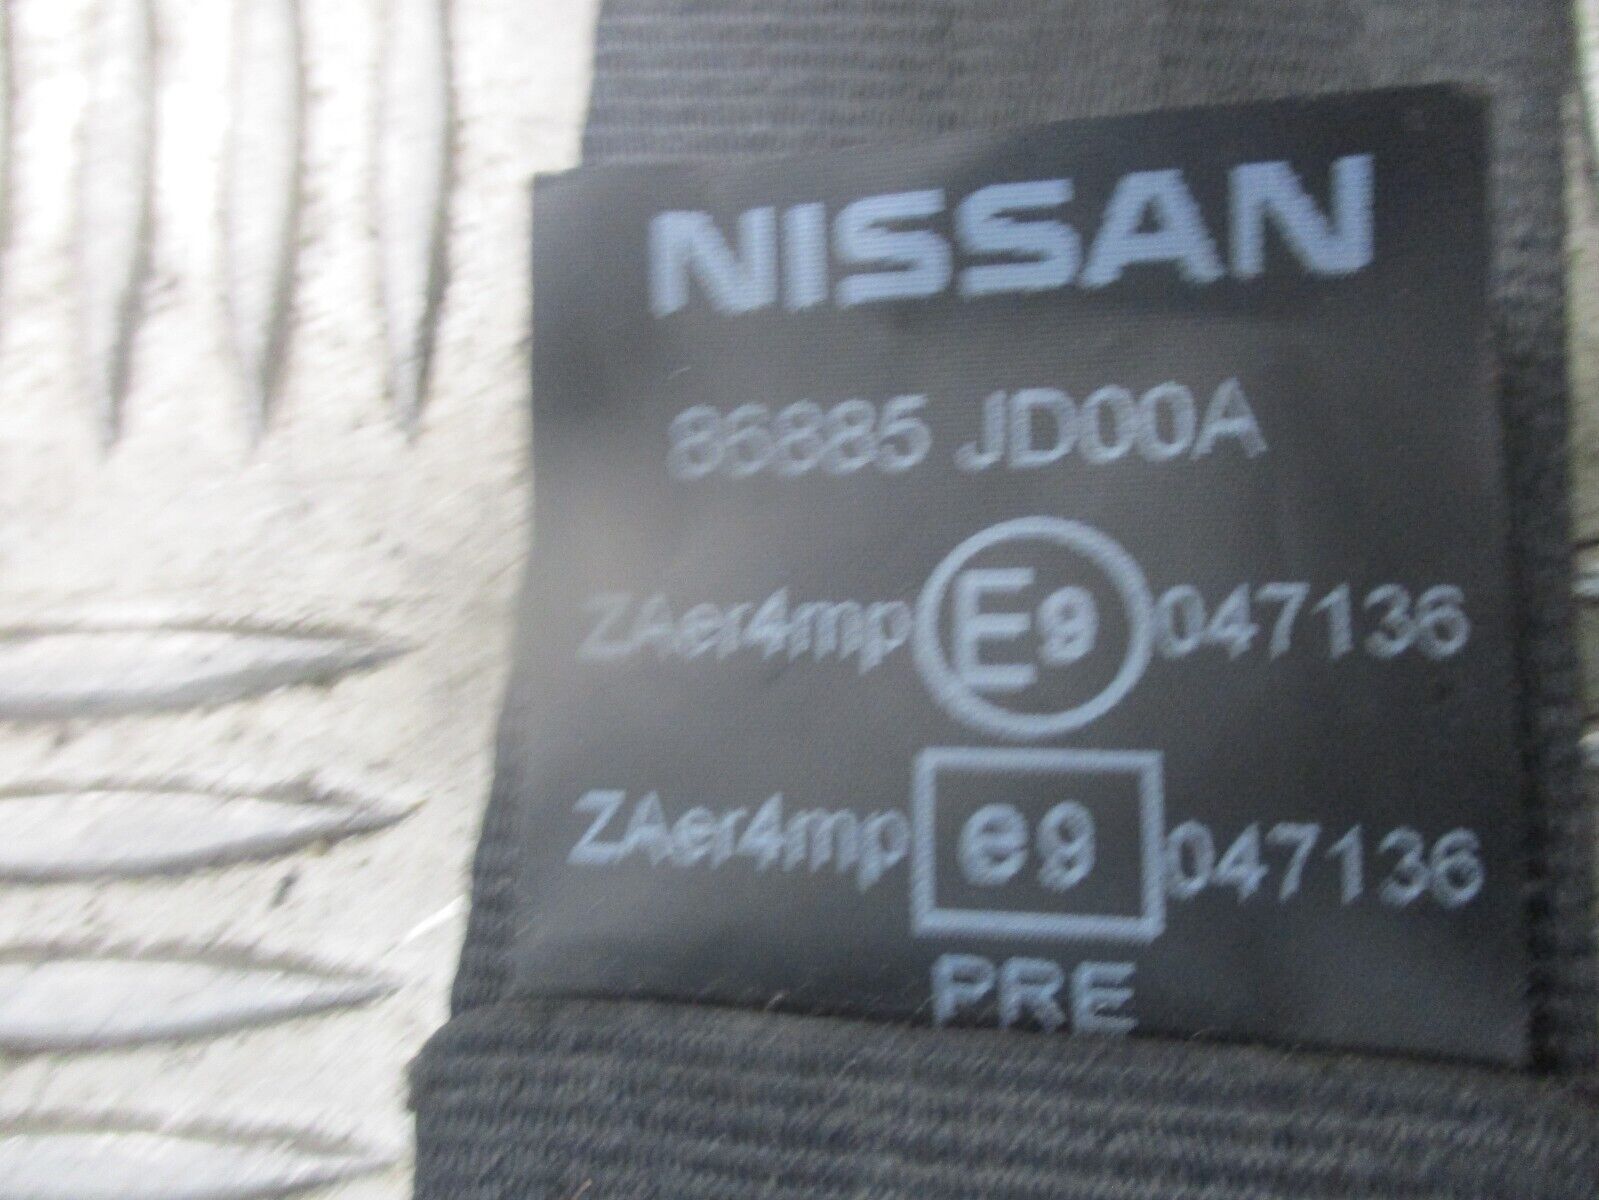 NISSAN
86885 JD00A
ZAer4mp E9 047136
ZAer4mp e9 047136
PRE